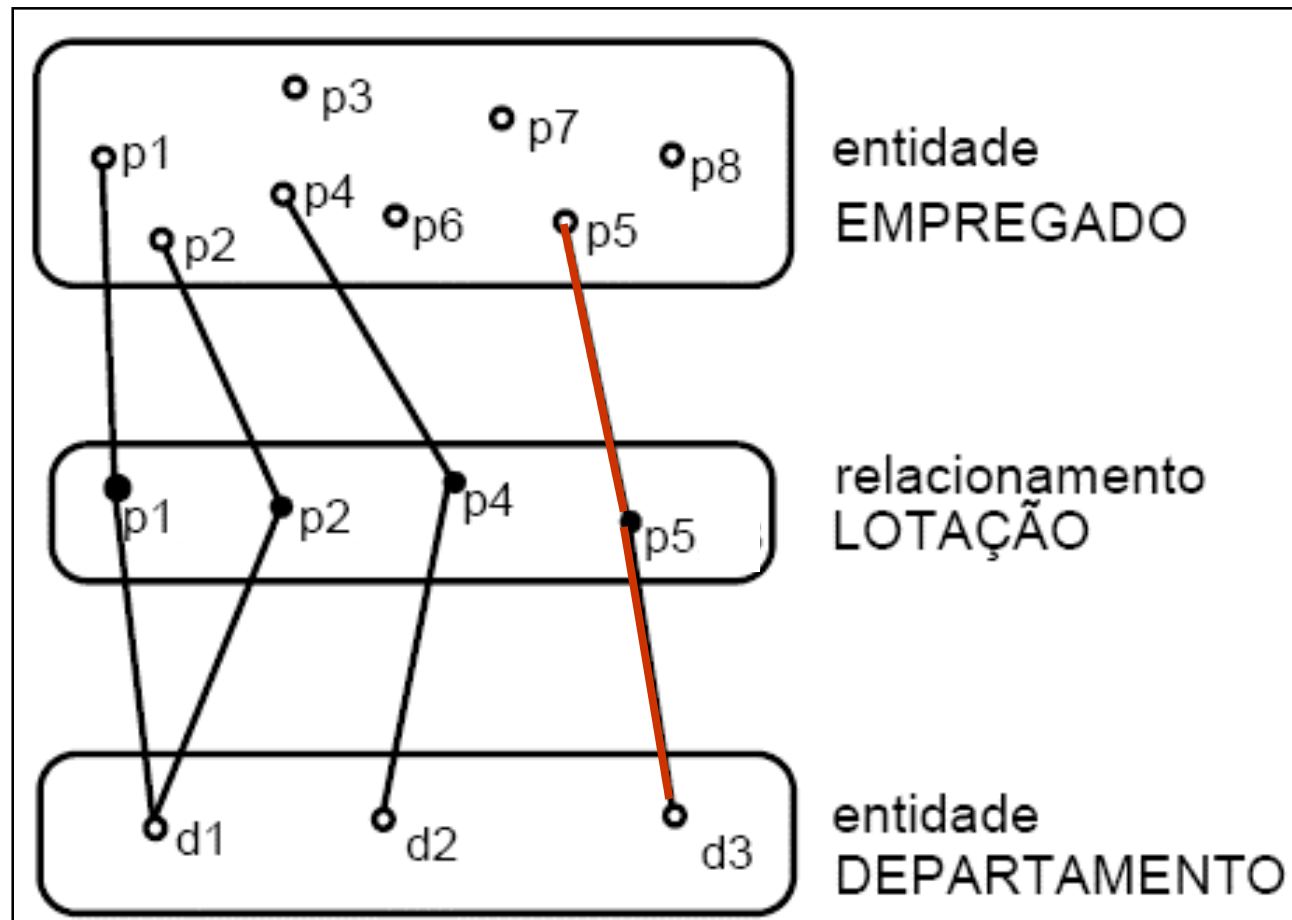 p3
p7
p1
p8
p4
p6
p5
p2
entidade
EMPREGADO
p1
p2
p4
p5
relacionamento
LOTAÇÃO
d1
d2
d3
entidade
DEPARTAMENTO